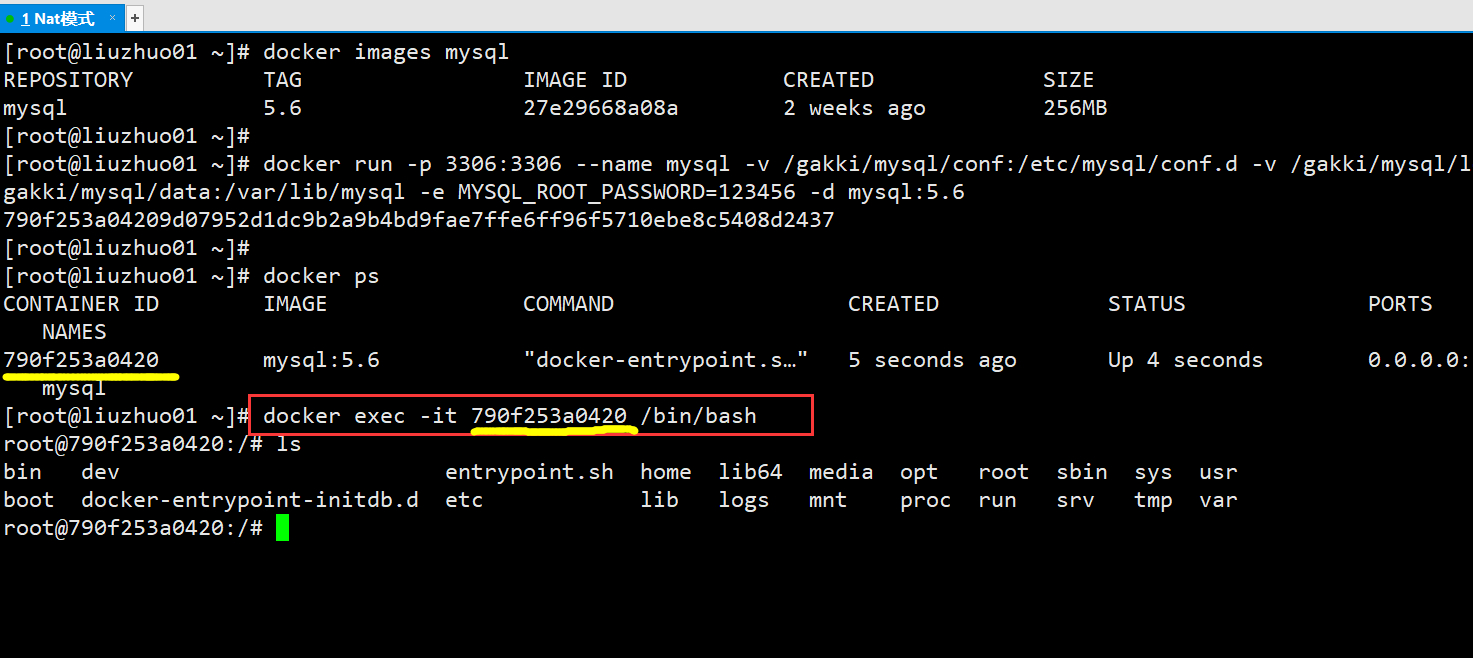 1 Nat模式 × +
[root@liuzhuo01 ~]# docker images mysql
REPOSITORY TAG IMAGE ID CREATED SIZE
mysql 5.6 27e29668a08a 2 weeks ago 256MB
[root@liuzhuo01 ~]#
[root@liuzhuo01 ~]# docker run -p 3306:3306 --name mysql -v /gakki/mysql/conf:/etc/mysql/conf.d -v /gakki/mysql/l
gakki/mysql/data:/var/lib/mysql -e MYSQL_ROOT_PASSWORD=123456 -d mysql:5.6
790f253a04209d07952d1dc9b2a9b4bd9fae7ffe6ff96f5710ebe8c5408d2437
[root@liuzhuo01 ~]#
[root@liuzhuo01 ~]# docker ps
CONTAINER ID IMAGE COMMAND CREATED STATUS PORTS
NAMES
790f253a0420 mysql:5.6 "docker-entrypoint.s…" 5 seconds ago Up 4 seconds 0.0.0.0:
mysql
[root@liuzhuo01 ~]# docker exec -it 790f253a0420 /bin/bash
root@790f253a0420:/# ls
bin dev entrypoint.sh home lib64 media opt root sbin sys usr
boot docker-entrypoint-initdb.d etc lib logs mnt proc run srv tmp var
root@790f253a0420:/#